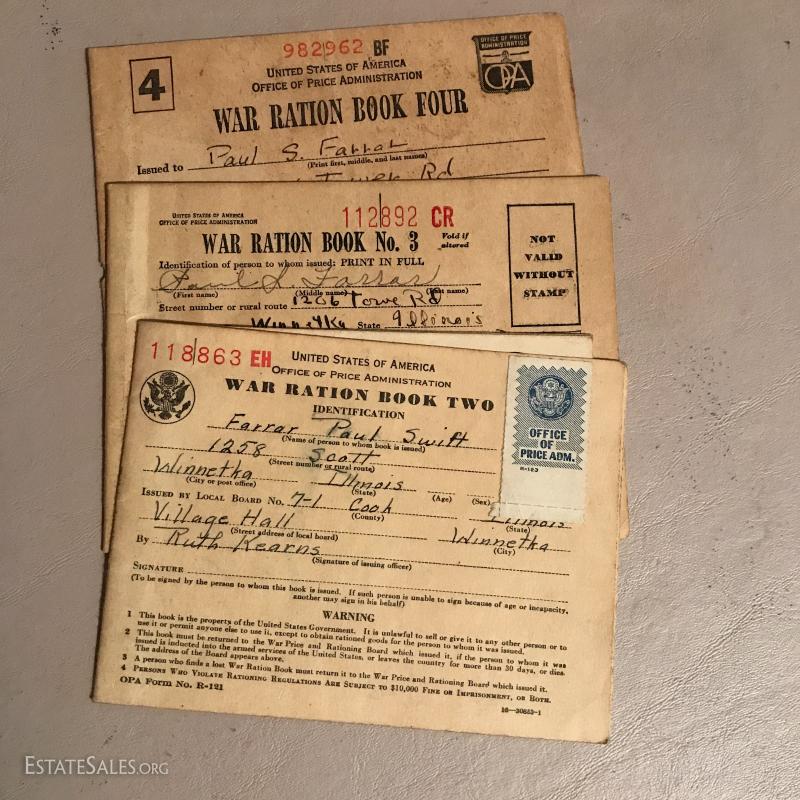 982962 BF
4
UNITED STATES OF AMERICA
OFFICE OF PRICE ADMINISTRATION
OFFICE OF PRICE
ADMINISTRATION
OPA
WAR RATION BOOK FOUR
Issued to Paul S. Farrar
(Print first, middle, and last names)
Tower Rd
UNITED STATES OF AMERICA
OFFICE OF PRICE ADMINISTRATION
112892 CR
WAR RATION BOOK No. 3
Void if
altered
NOT
VALID
WITHOUT
STAMP
Identification of person to whom issued: PRINT IN FULL
Paul S. Farrar
(First name) (Middle name) (Last name)
Street number or rural route 1206 Towe Rd
Winnetka State Illinois
118863 EH
UNITED STATES OF AMERICA
OFFICE OF PRICE ADMINISTRATION
WAR RATION BOOK TWO
IDENTIFICATION
OFFICE
OF
PRICE ADM.
R-123
Farrar Paul Swift
(Name of person to whom book is issued)
1258 Scott
(Street number or rural route)
Winnetka Illinois
(City or post office) (State) (Age) (Sex)
ISSUED BY LOCAL BOARD No. 7-1 Cook Illinois
(County) (State)
Village Hall Winnetka
(Street address of local board) (City)
By Ruth Kearns
(Signature of issuing officer)
SIGNATURE
(To be signed by the person to whom this book is issued. If such person is unable to sign because of age or incapacity,
another may sign in his behalf)
WARNING
1 This book is the property of the United States Government. It is unlawful to sell or give it to any other person or to
use it or permit anyone else to use it, except to obtain rationed goods for the person to whom it was issued.
2 This book must be returned to the War Price and Rationing Board which issued it, if the person to whom it was
issued is inducted into the armed services of the United States, or leaves the country for more than 30 days, or dies.
The address of the Board appears above.
3 A person who finds a lost War Ration Book must return it to the War Price and Rationing Board which issued it.
4 PERSONS WHO VIOLATE RATIONING REGULATIONS ARE SUBJECT TO $10,000 FINE OR IMPRISONMENT, OR BOTH.
OPA FORM No. R-121
16—30853-1
ESTATESALES.ORG